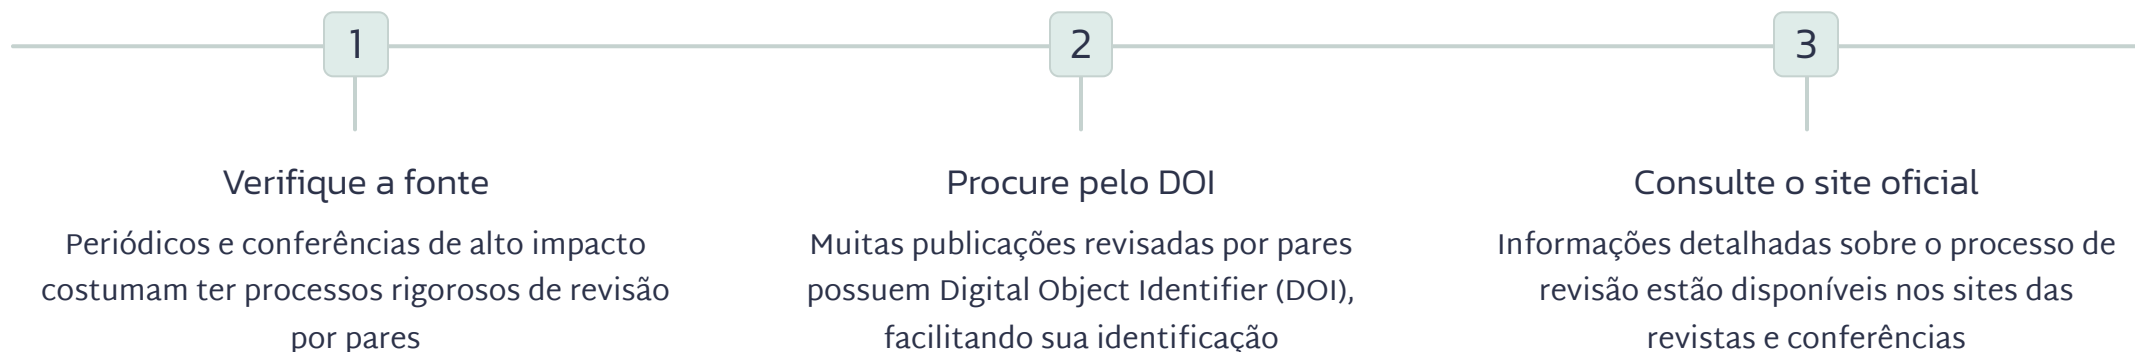 1
Verifique a fonte
Periódicos e conferências de alto impacto
costumam ter processos rigorosos de revisão
por pares
2
Procure pelo DOI
Muitas publicações revisadas por pares
possuem Digital Object Identifier (DOI),
facilitando sua identificação
3
Consulte o site oficial
Informações detalhadas sobre o processo de
revisão estão disponíveis nos sites das
revistas e conferências